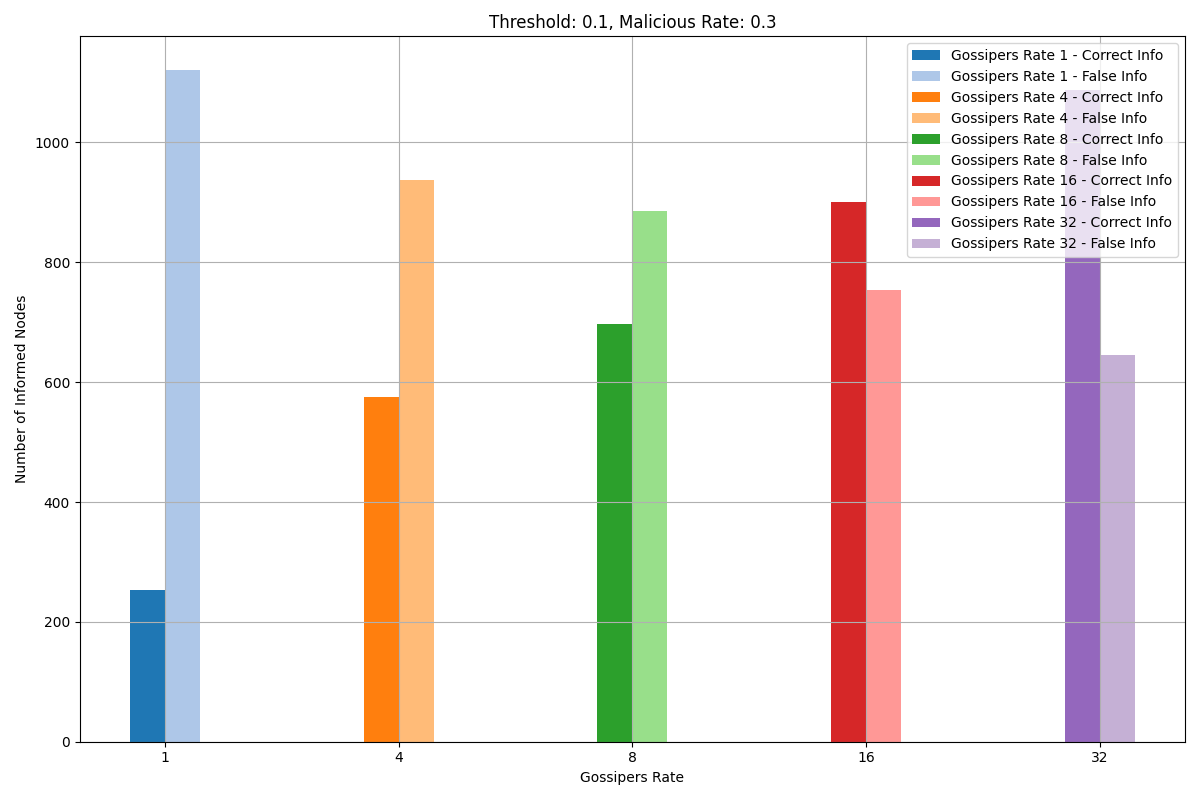 Threshold: 0.1, Malicious Rate: 0.3
Gossipers Rate 1 - Correct Info
Gossipers Rate 1 - False Info
Gossipers Rate 4 - Correct Info
Gossipers Rate 4 - False Info
Gossipers Rate 8 - Correct Info
Gossipers Rate 8 - False Info
Gossipers Rate 16 - Correct Info
Gossipers Rate 16 - False Info
Gossipers Rate 32 - Correct Info
Gossipers Rate 32 - False Info
Number of Informed Nodes
1000
800
600
400
200
0
1 4 8 16 32
Gossipers Rate